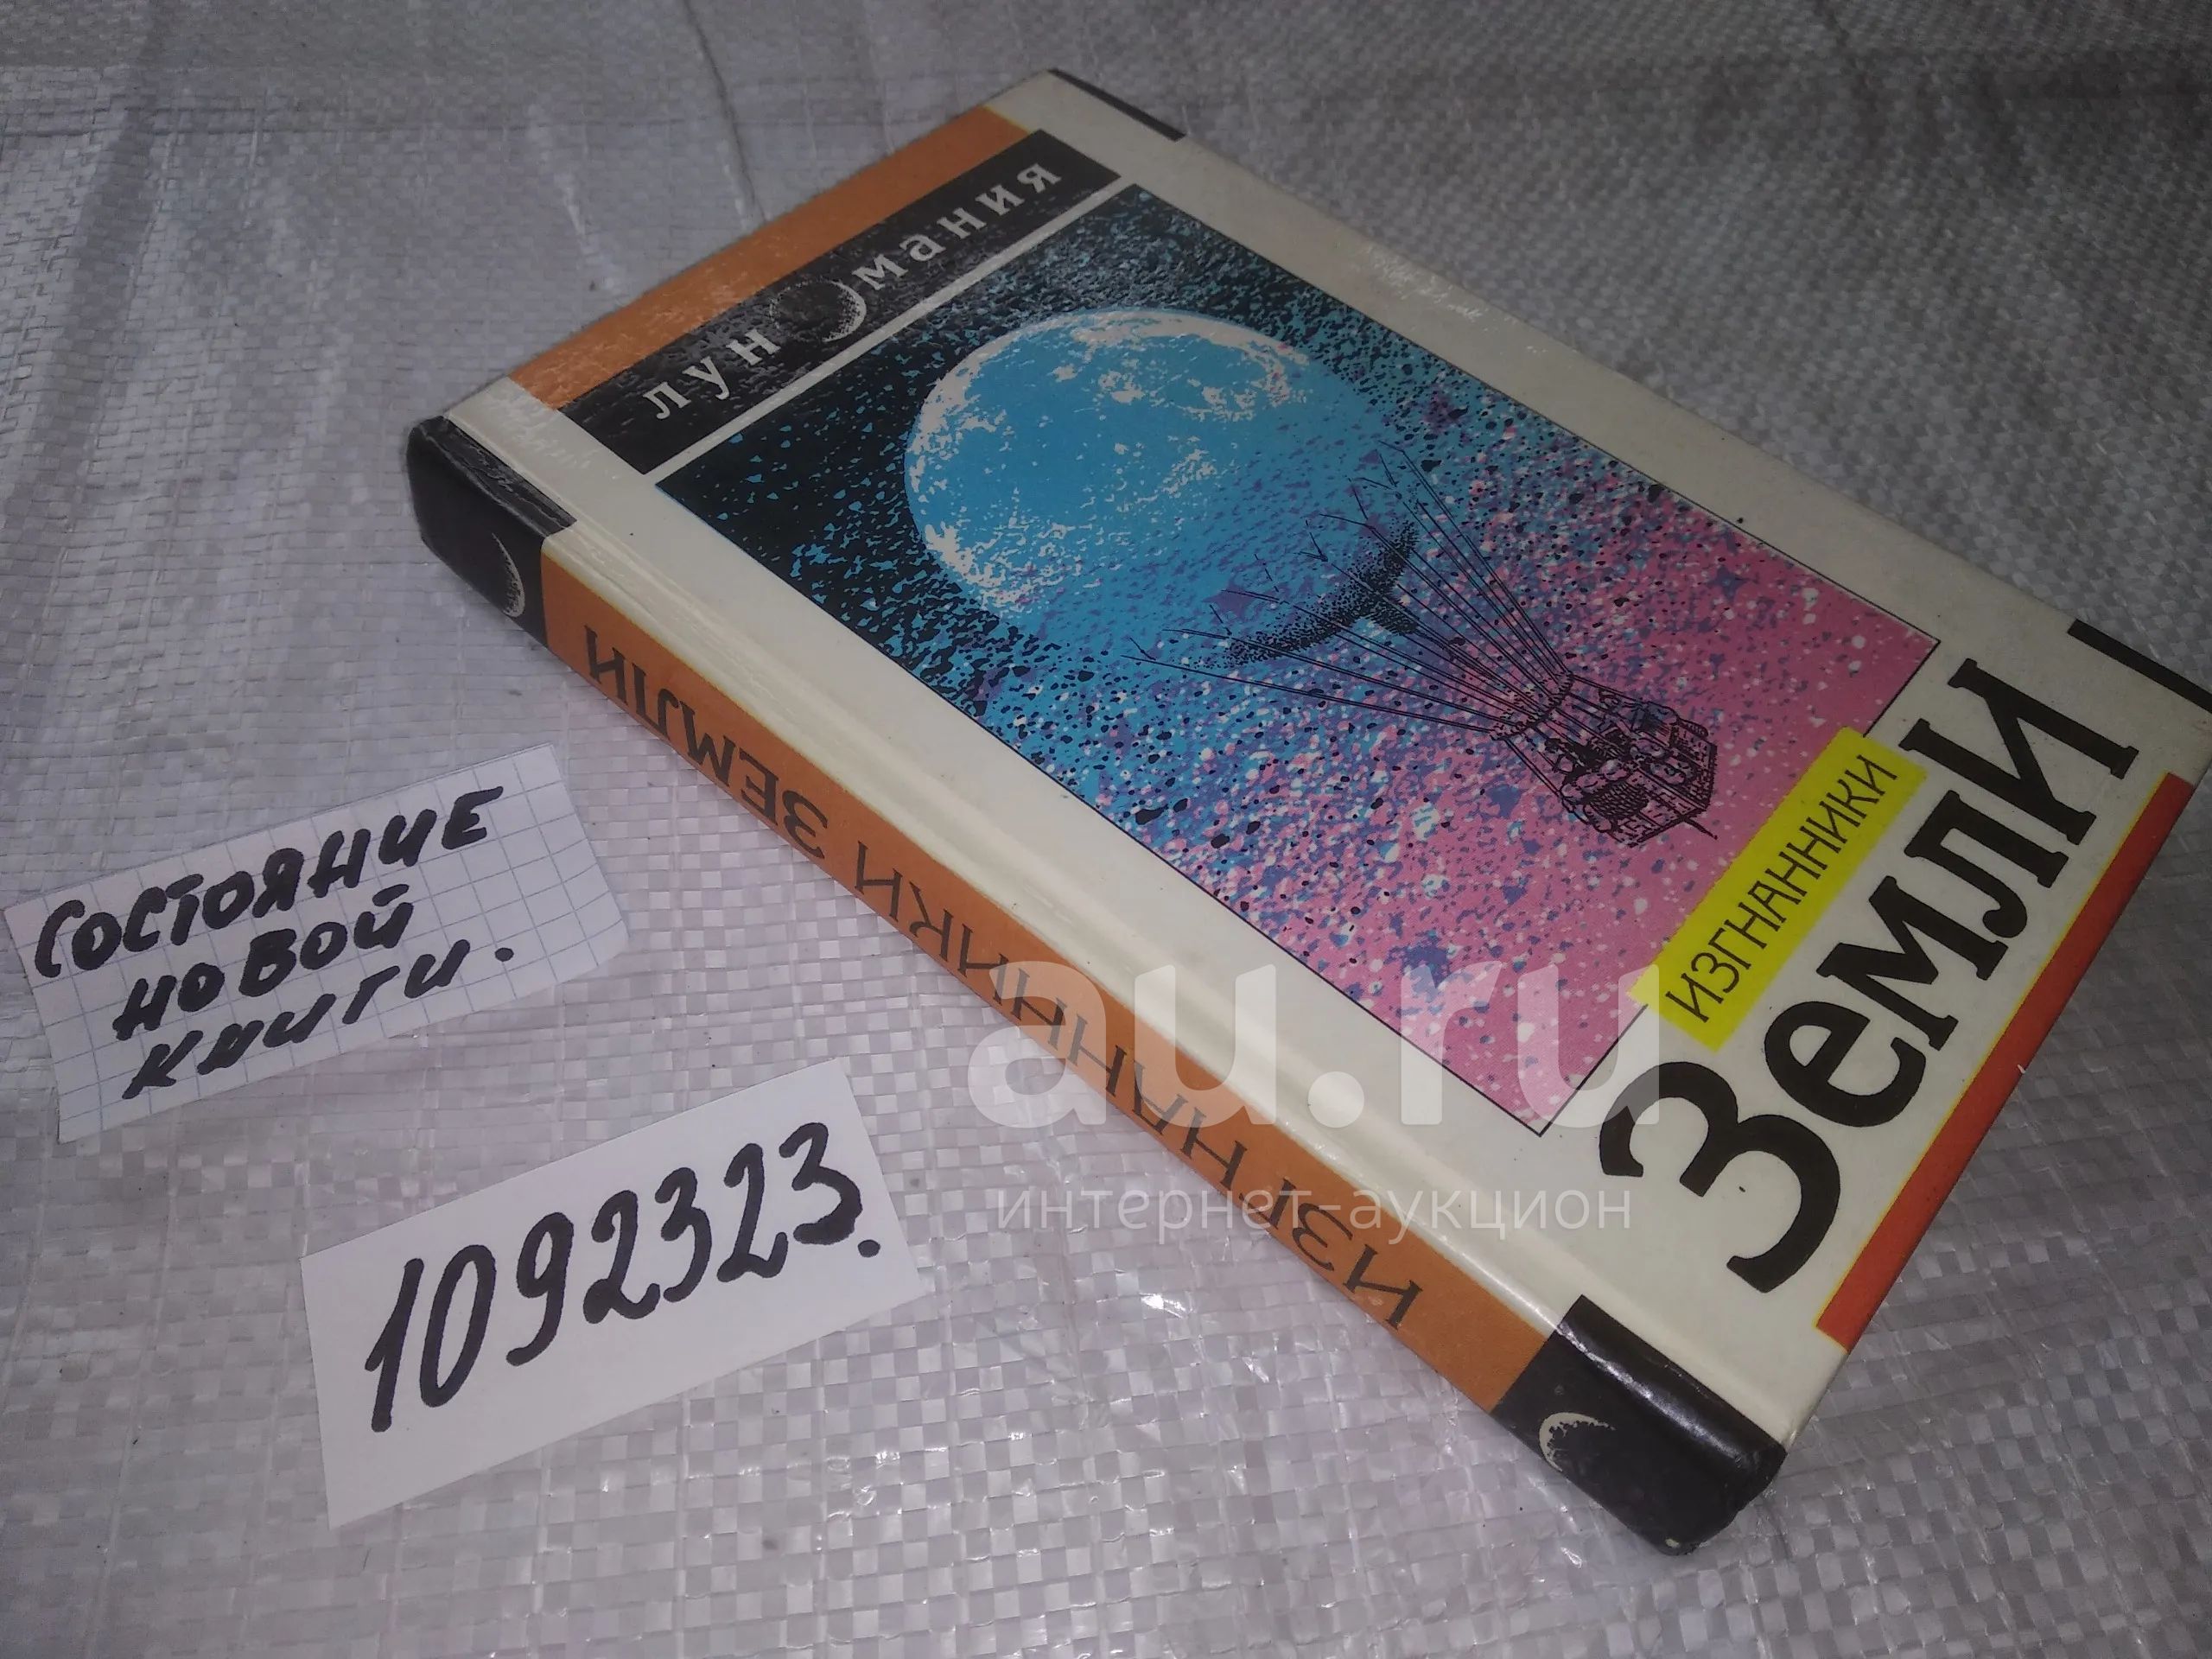 лунОмания
ИЗГНАННИКИ
Земли
ИЗГНАННИКИ ЗЕМЛИ
СОСТОЯНИЕ
НОВОЙ
КНИГИ.
1092323.
au.ru
интернет-аукцион